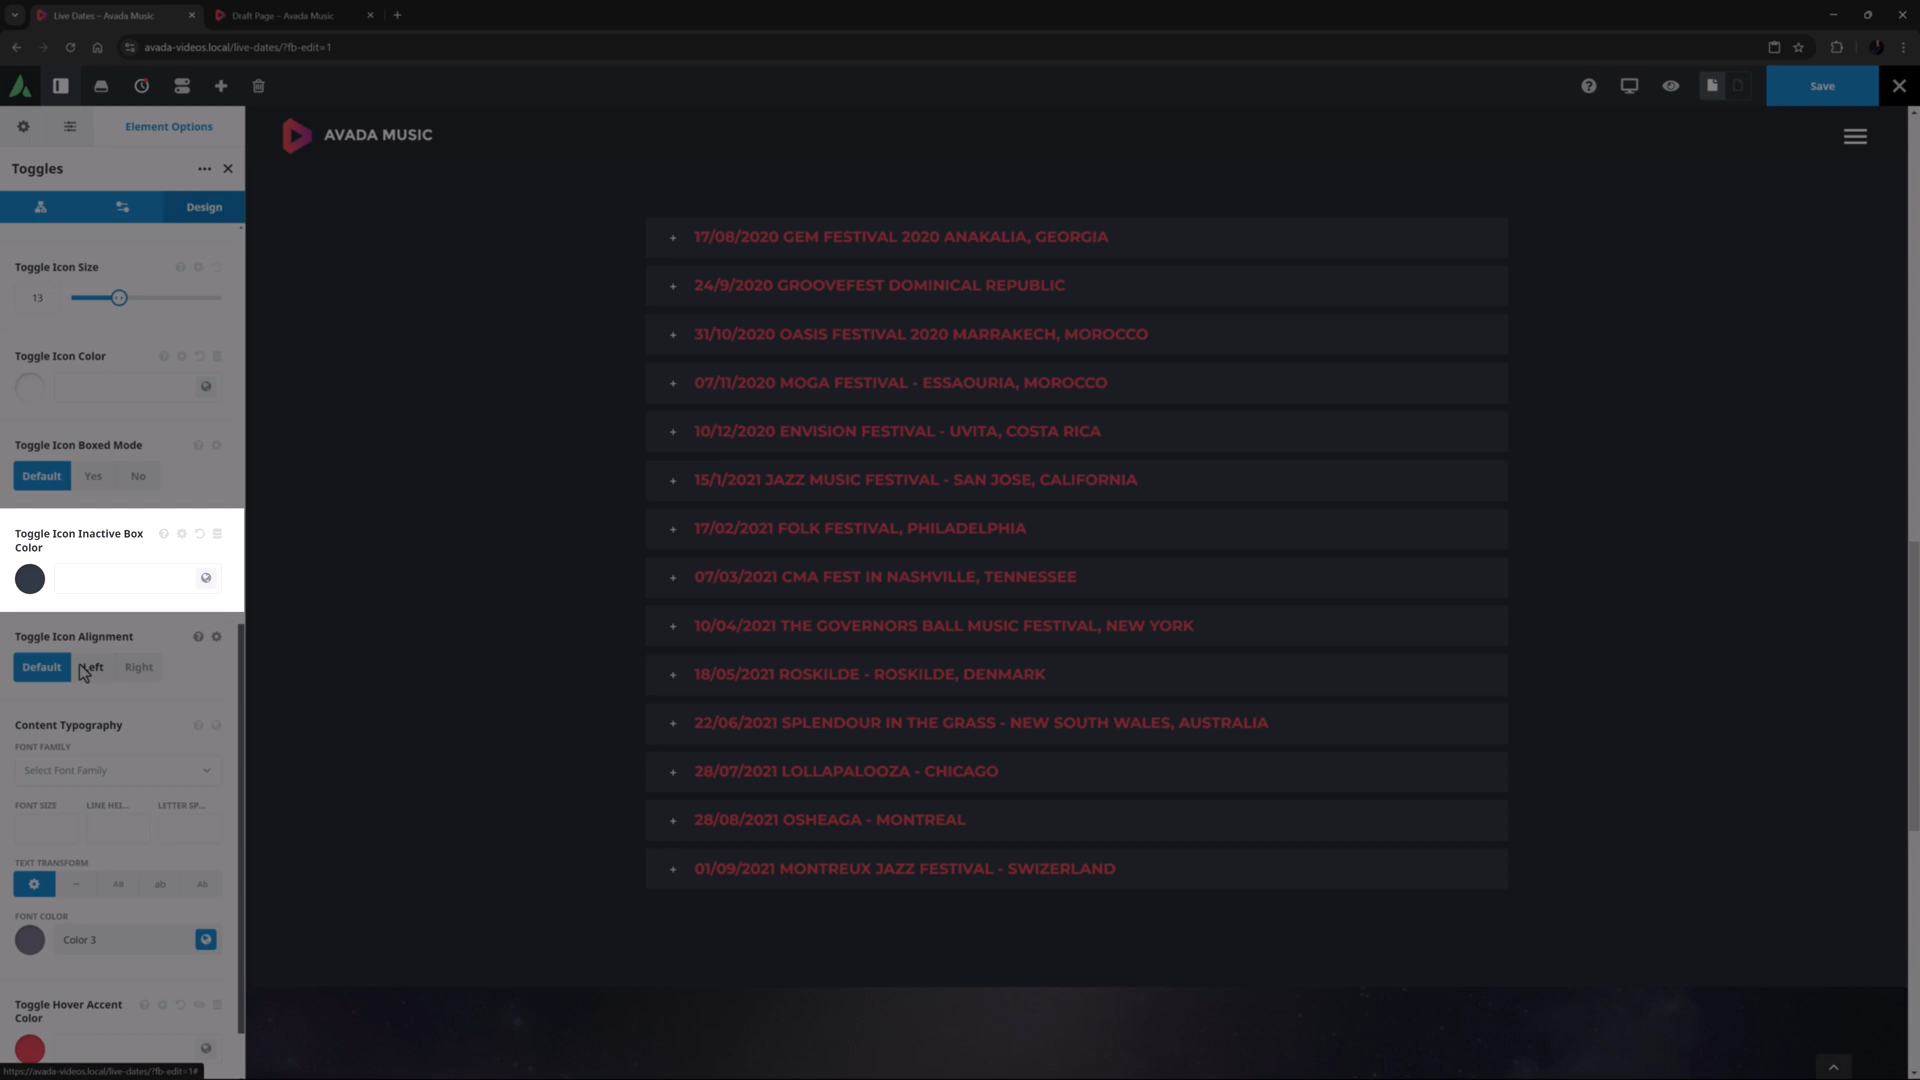 Live Dates – Avada Music
Draft Page – Avada Music
avada-videos.local/live-dates/?fb-edit=1
Save
Element Options
Toggles
Design
Toggle Icon Size
13
Toggle Icon Color
Toggle Icon Boxed Mode
Default Yes No
Toggle Icon Inactive Box
Color
Toggle Icon Alignment
Default Left Right
Content Typography
FONT FAMILY
Select Font Family
FONT SIZE LINE HEI... LETTER SP...
TEXT TRANSFORM
– AB ab Ab
FONT COLOR
Color 3
Toggle Hover Accent
Color
https://avada-videos.local/live-dates/?fb-edit=1#
AVADA MUSIC
+ 17/08/2020 GEM FESTIVAL 2020 ANAKALIA, GEORGIA
+ 24/9/2020 GROOVEFEST DOMINICAL REPUBLIC
+ 31/10/2020 OASIS FESTIVAL 2020 MARRAKECH, MOROCCO
+ 07/11/2020 MOGA FESTIVAL - ESSAOURIA, MOROCCO
+ 10/12/2020 ENVISION FESTIVAL - UVITA, COSTA RICA
+ 15/1/2021 JAZZ MUSIC FESTIVAL - SAN JOSE, CALIFORNIA
+ 17/02/2021 FOLK FESTIVAL, PHILADELPHIA
+ 07/03/2021 CMA FEST IN NASHVILLE, TENNESSEE
+ 10/04/2021 THE GOVERNORS BALL MUSIC FESTIVAL, NEW YORK
+ 18/05/2021 ROSKILDE - ROSKILDE, DENMARK
+ 22/06/2021 SPLENDOUR IN THE GRASS - NEW SOUTH WALES, AUSTRALIA
+ 28/07/2021 LOLLAPALOOZA - CHICAGO
+ 28/08/2021 OSHEAGA - MONTREAL
+ 01/09/2021 MONTREUX JAZZ FESTIVAL - SWIZERLAND